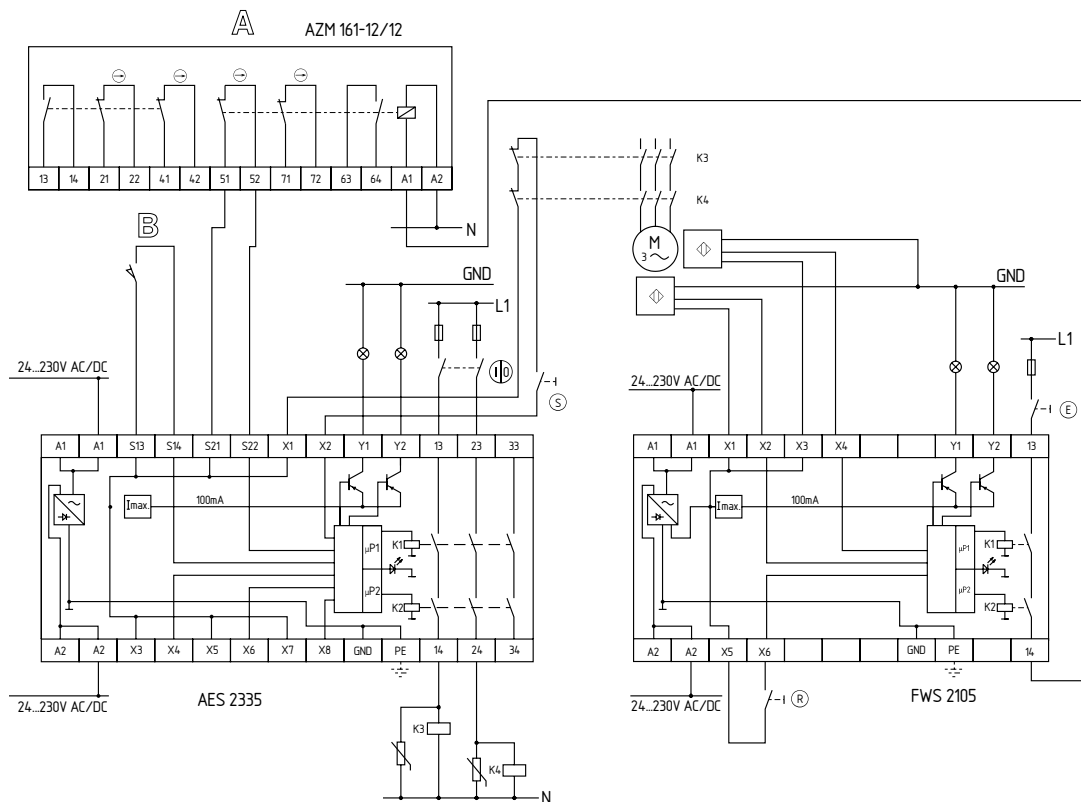 A
AZM 161-12/12
13 14 21 22 41 42 51 52 71 72 63 64 A1 A2
N
K3
K4
B
M
3 ~
GND
GND
L1
L1
I 0
24...230V AC/DC
24...230V AC/DC
S
E
A1 A1 S13 S14 S21 S22 X1 X2 Y1 Y2 13 23 33
A1 A1 X1 X2 X3 X4 Y1 Y2 13
Imax.
100mA
Imax.
100mA
µP1
K1
µP1
K1
µP2
K2
µP2
K2
A2 A2 X3 X4 X5 X6 X7 X8 GND PE 14 24 34
A2 A2 X5 X6 GND PE 14
24...230V AC/DC
AES 2335
24...230V AC/DC
R
FWS 2105
K3
K4
N